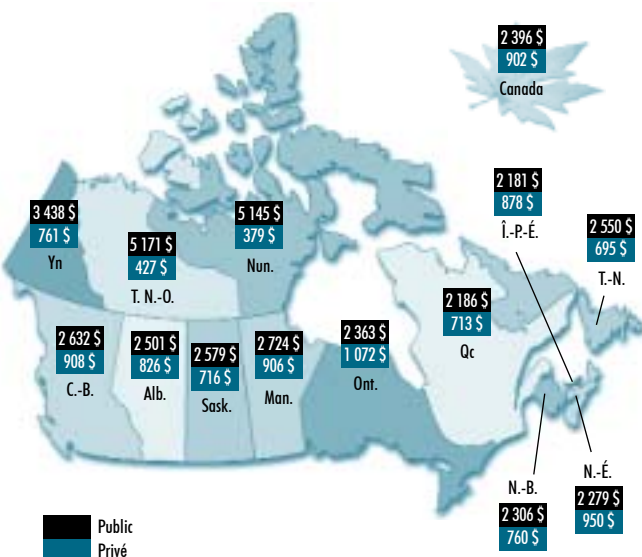 2 396 $
902 $
Canada
2 181 $
878 $
Î.-P.-É.
3 438 $
761 $
Yn
5 171 $
427 $
T. N.-O.
5 145 $
379 $
Nun.
2 550 $
695 $
T.-N.
2 632 $
908 $
C.-B.
2 501 $
826 $
Alb.
2 579 $
716 $
Sask.
2 724 $
906 $
Man.
2 363 $
1 072 $
Ont.
2 186 $
713 $
Qc
N.-B.
2 306 $
760 $
N.-É.
2 279 $
950 $
Public
Privé